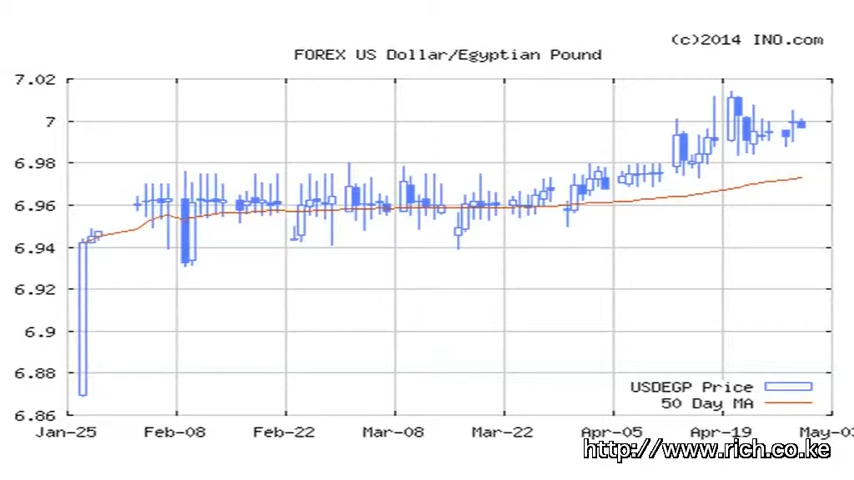 (c)2014 INO.com
FOREX US Dollar/Egyptian Pound
7.02
7
6.98
6.96
6.94
6.92
6.9
6.88
6.86
USDEGP Price
50 Day MA
Jan-25 Feb-08 Feb-22 Mar-08 Mar-22 Apr-05 Apr-19 May-03
http://www.rich.co.ke